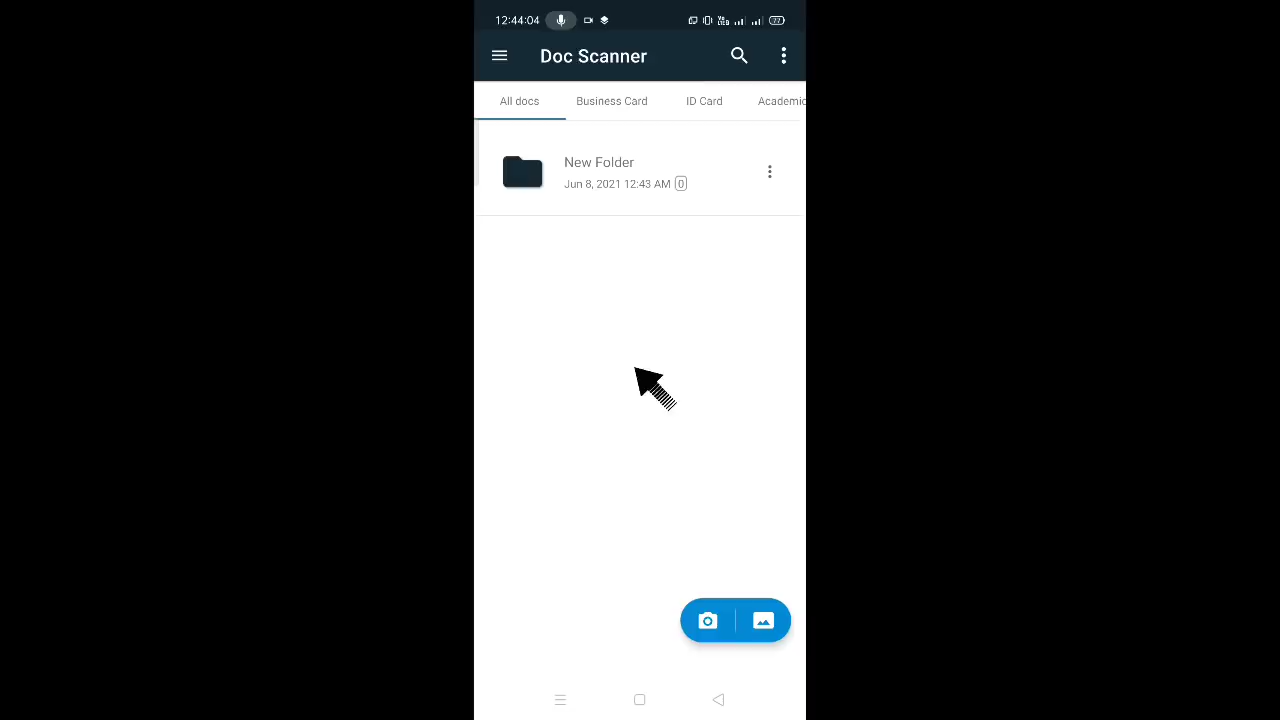 12:44:04
77
Doc Scanner
All docs Business Card ID Card Academic
New Folder
Jun 8, 2021 12:43 AM 0